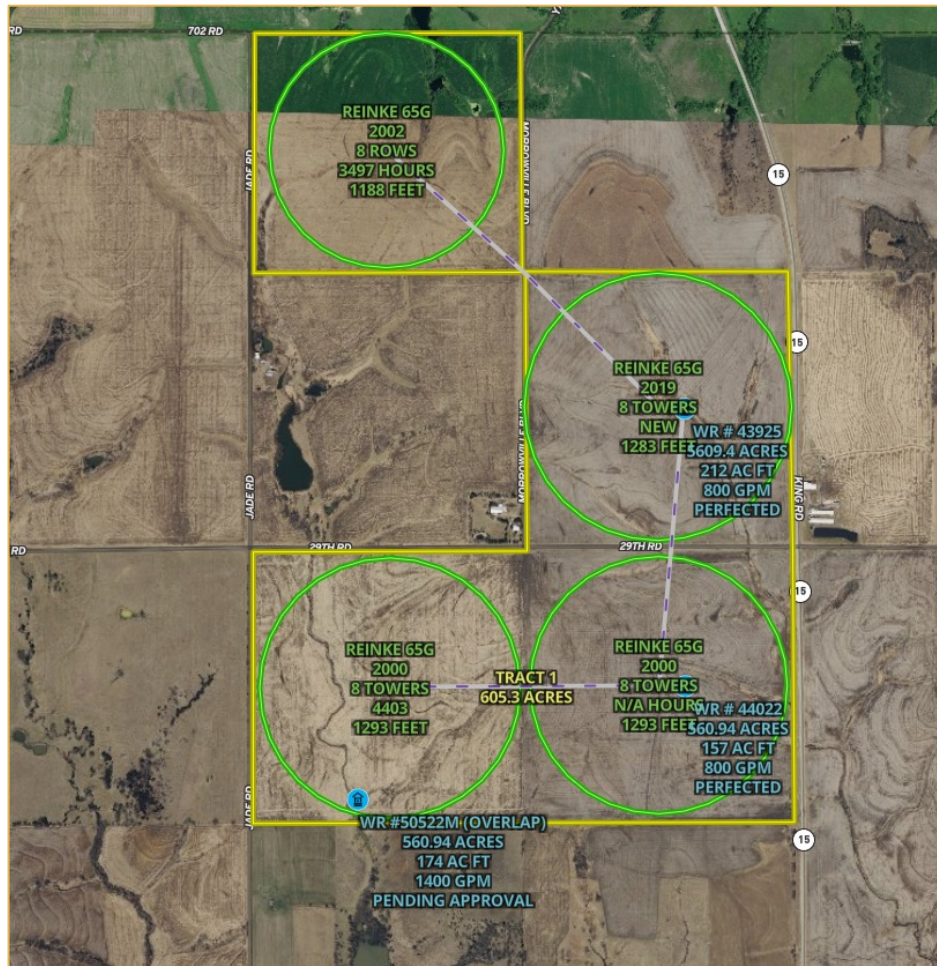 RD
702 RD
JADE RD
MORROWVILLE BLVD
REINKE 65G
2002
8 ROWS
3497 HOURS
1188 FEET
15
15
REINKE 65G
2019
8 TOWERS
NEW
1283 FEET
WR # 43925
5609.4 ACRES
212 AC FT
800 GPM
PERFECTED
MORROWVILLE BLVD
JADE RD
KING RD
RD
29TH RD
29TH RD
15
REINKE 65G
2000
8 TOWERS
4403
1293 FEET
TRACT 1
605.3 ACRES
REINKE 65G
2000
8 TOWERS
N/A HOURS
1293 FEET
WR # 44022
560.94 ACRES
157 AC FT
800 GPM
PERFECTED
JADE RD
WR #50522M (OVERLAP)
560.94 ACRES
174 AC FT
1400 GPM
PENDING APPROVAL
15